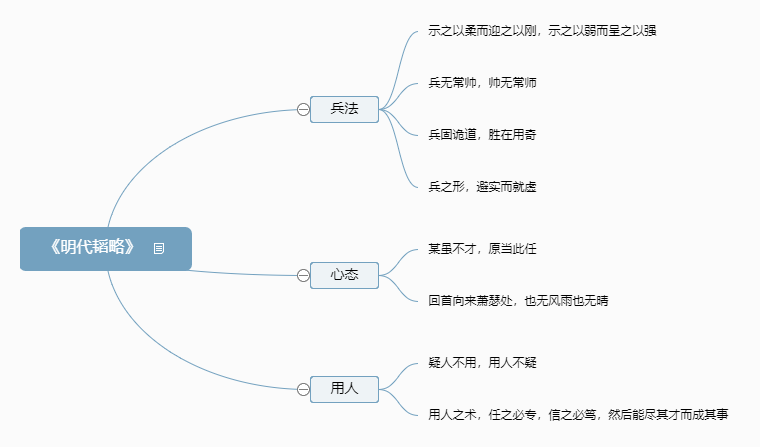 《明代韬略》
兵法
示之以柔而迎之以刚，示之以弱而呈之以强
兵无常帅，帅无常师
兵固诡道，胜在用奇
兵之形，避实而就虚
心态
某虽不才，原当此任
回首向来萧瑟处，也无风雨也无晴
用人
疑人不用，用人不疑
用人之术，任之必专，信之必笃，然后能尽其才而成其事